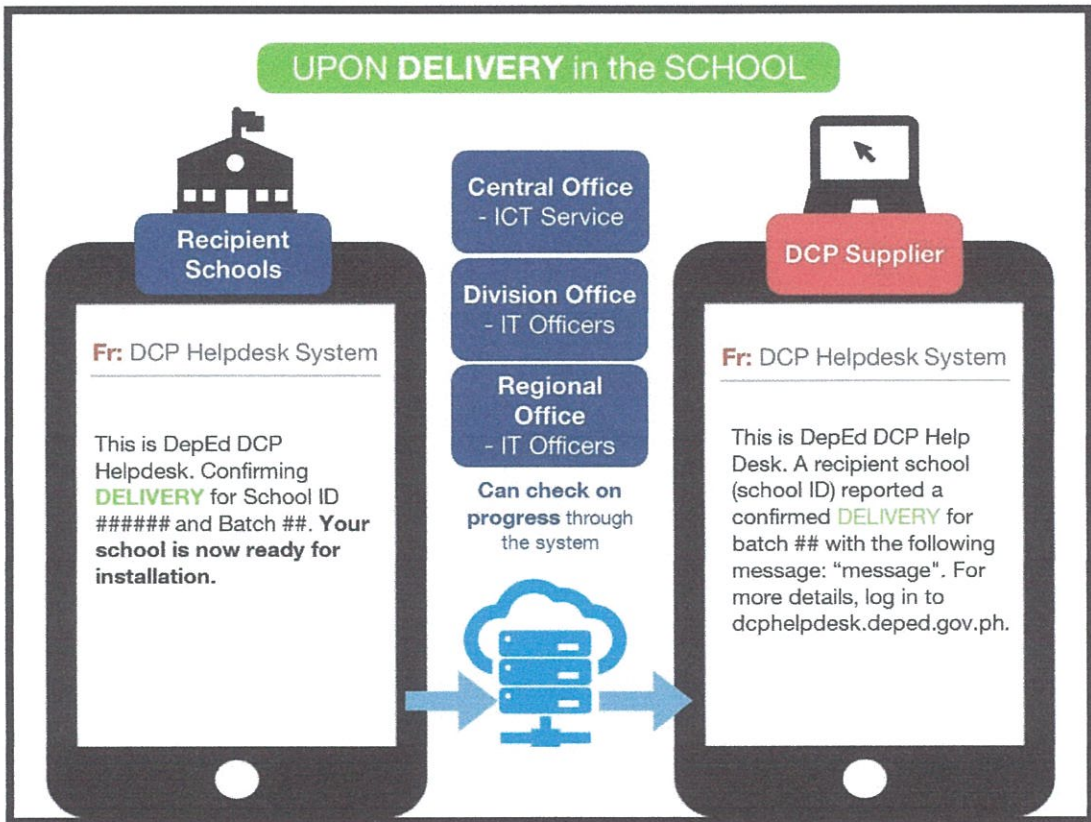 UPON DELIVERY in the SCHOOL
Recipient
Schools
Fr: DCP Helpdesk System
This is DepEd DCP
Helpdesk. Confirming
DELIVERY for School ID
###### and Batch ##. Your
school is now ready for
installation.
Central Office
- ICT Service
Division Office
- IT Officers
Regional
Office
- IT Officers
Can check on
progress through
the system
DCP Supplier
Fr: DCP Helpdesk System
This is DepEd DCP Help
Desk. A recipient school
(school ID) reported a
confirmed DELIVERY for
batch ## with the following
message: “message". For
more details, log in to
dcphelpdesk.deped.gov.ph.